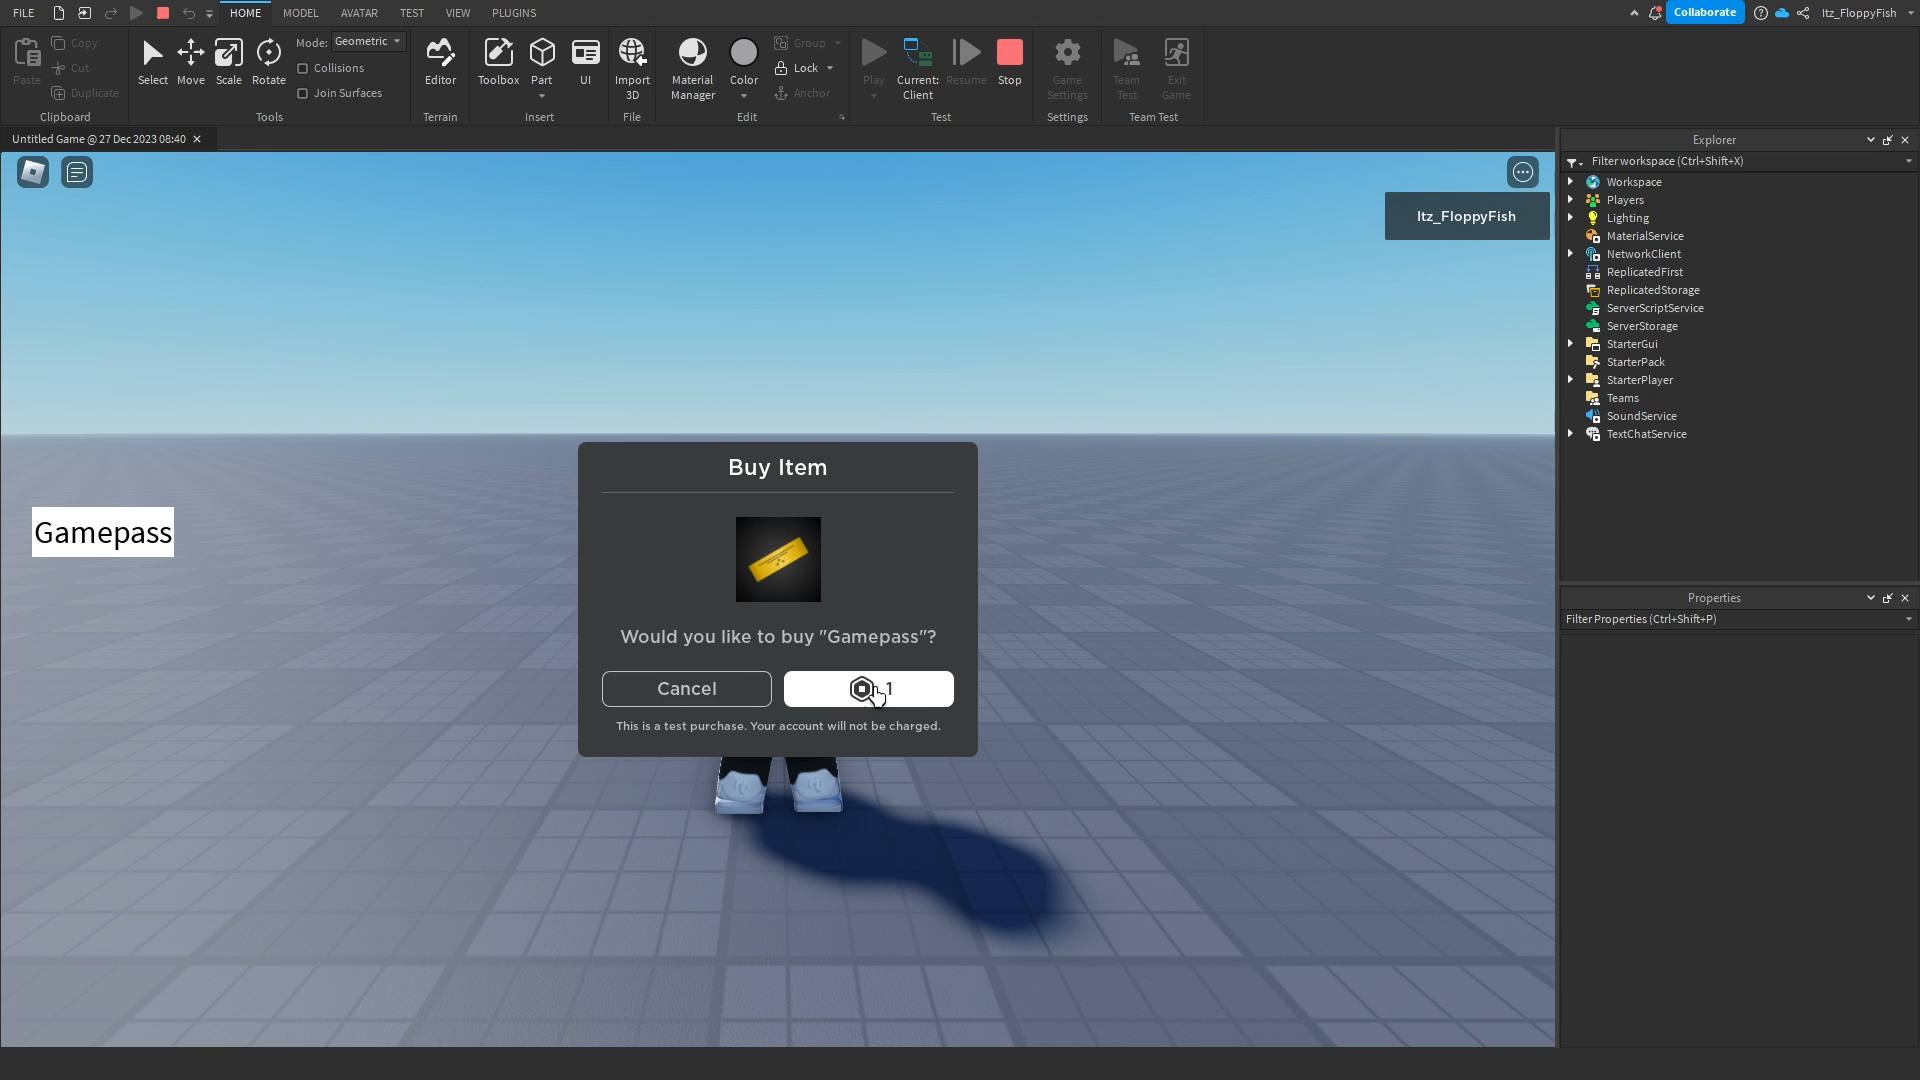 FILE
HOME
MODEL
AVATAR
TEST
VIEW
PLUGINS
Collaborate
Itz_FloppyFish
Paste
Copy
Cut
Duplicate
Clipboard
Select
Move
Scale
Rotate
Mode: Geometric
Collisions
Join Surfaces
Tools
Editor
Terrain
Toolbox
Part
UI
Insert
Import
3D
File
Material
Manager
Color
Group
Lock
Anchor
Edit
Play
Current:
Client
Resume
Stop
Test
Game
Settings
Settings
Team
Test
Exit
Game
Team Test
Untitled Game @ 27 Dec 2023 08:40
Itz_FloppyFish
Gamepass
Buy Item
Would you like to buy "Gamepass"?
Cancel
1
This is a test purchase. Your account will not be charged.
Explorer
Filter workspace (Ctrl+Shift+X)
Workspace
Players
Lighting
MaterialService
NetworkClient
ReplicatedFirst
ReplicatedStorage
ServerScriptService
ServerStorage
StarterGui
StarterPack
StarterPlayer
Teams
SoundService
TextChatService
Properties
Filter Properties (Ctrl+Shift+P)